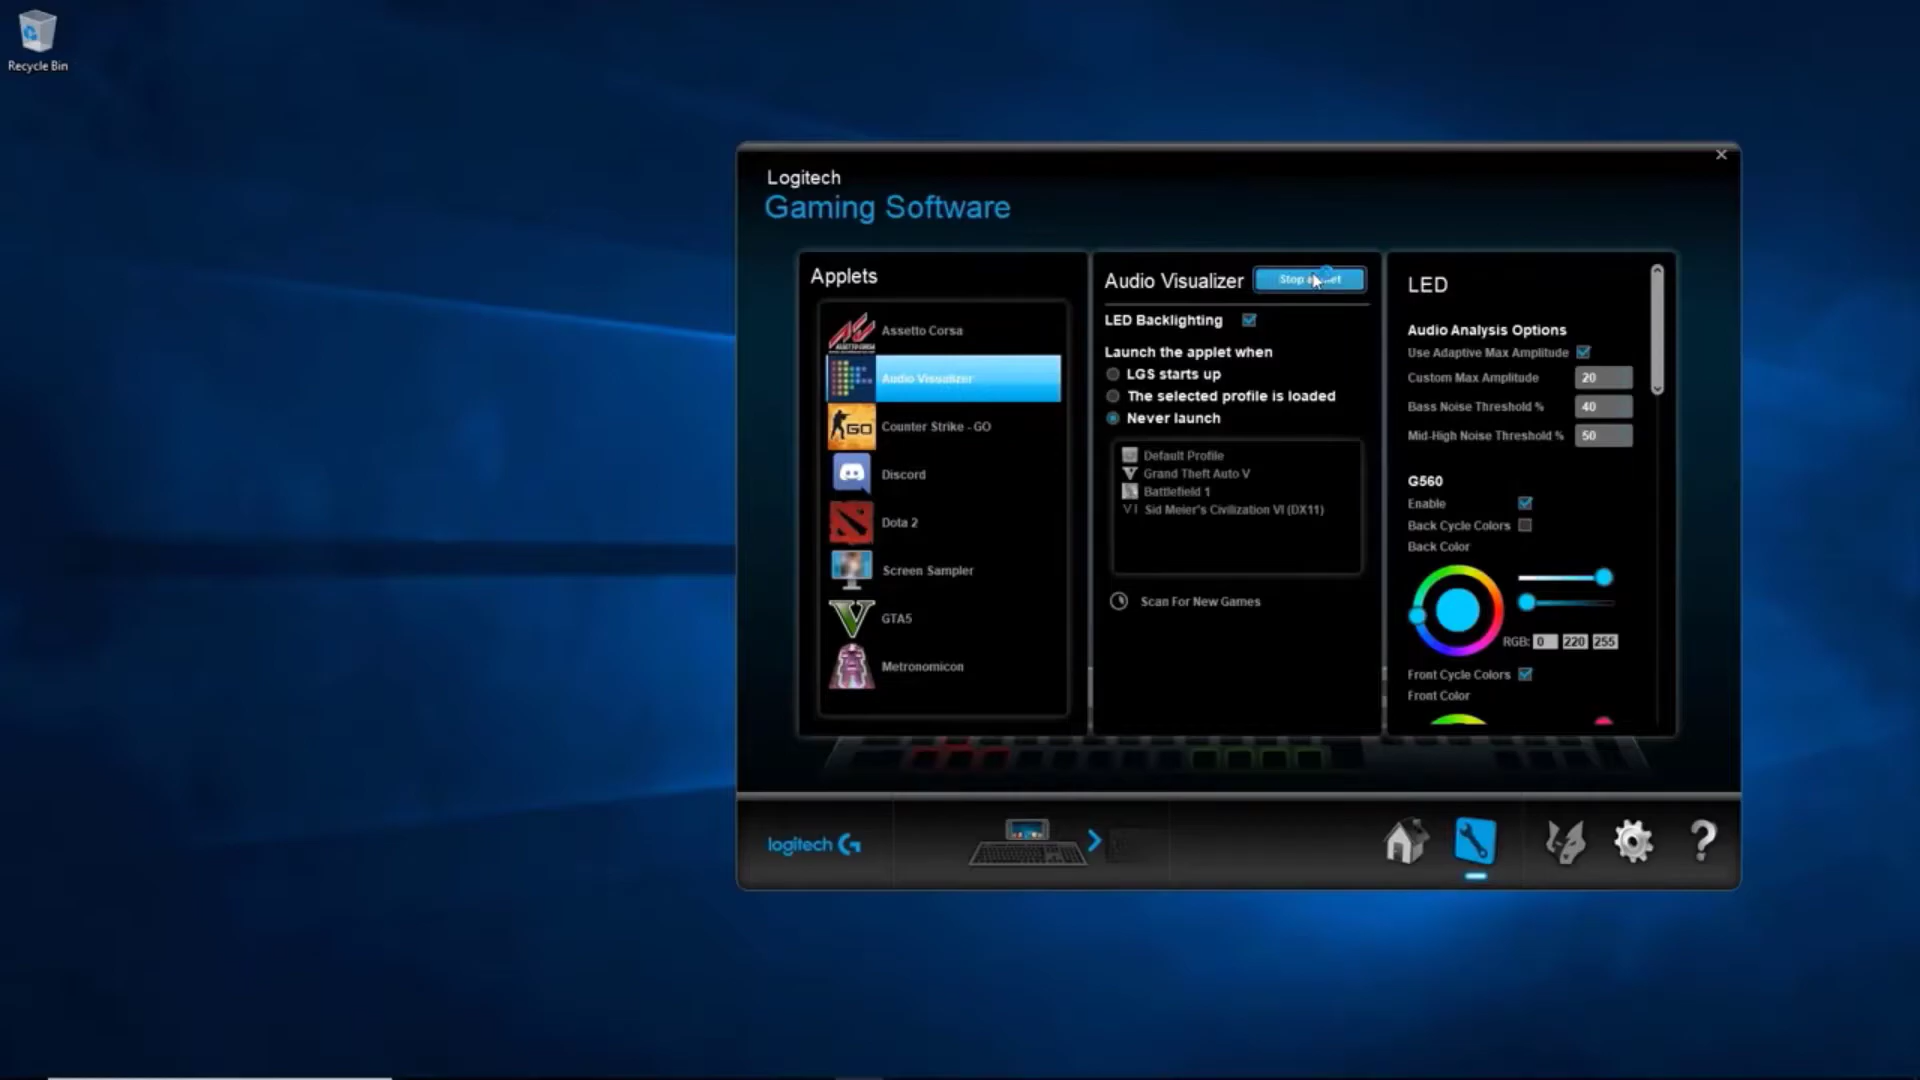 Recycle Bin
Logitech
Gaming Software
Applets
Assetto Corsa
Audio Visualizer
Counter Strike - GO
Discord
Dota 2
Screen Sampler
GTA5
Metronomicon
Audio Visualizer
Stop
LED Backlighting
Launch the applet when
LGS starts up
The selected profile is loaded
Never launch
Default Profile
Grand Theft Auto V
Battlefield 1
Sid Meier's Civilization VI (DX11)
Scan For New Games
LED
Audio Analysis Options
Use Adaptive Max Amplitude
Custom Max Amplitude 20
Bass Noise Threshold % 40
Mid-High Noise Threshold % 50
G560
Enable
Back Cycle Colors
Back Color
RGB: 0 220 255
Front Cycle Colors
Front Color
logitech G